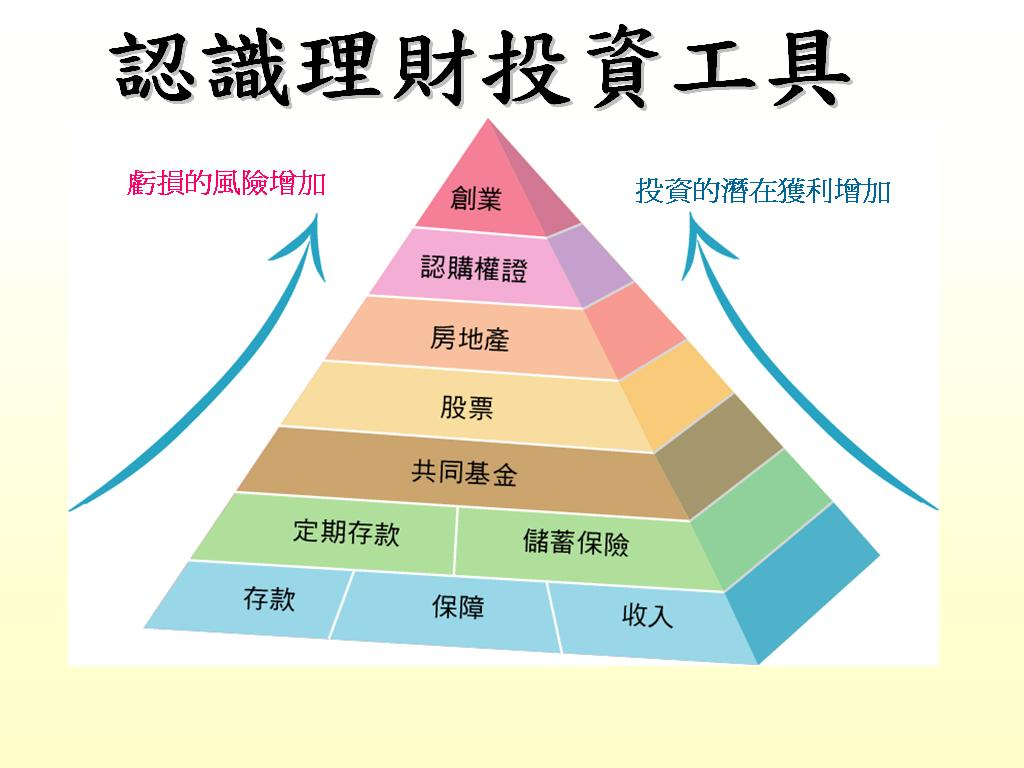 認識理財投資工具
虧損的風險增加
投資的潛在獲利增加
創業
認購權證
房地產
股票
共同基金
定期存款
儲蓄保險
存款
保障
收入